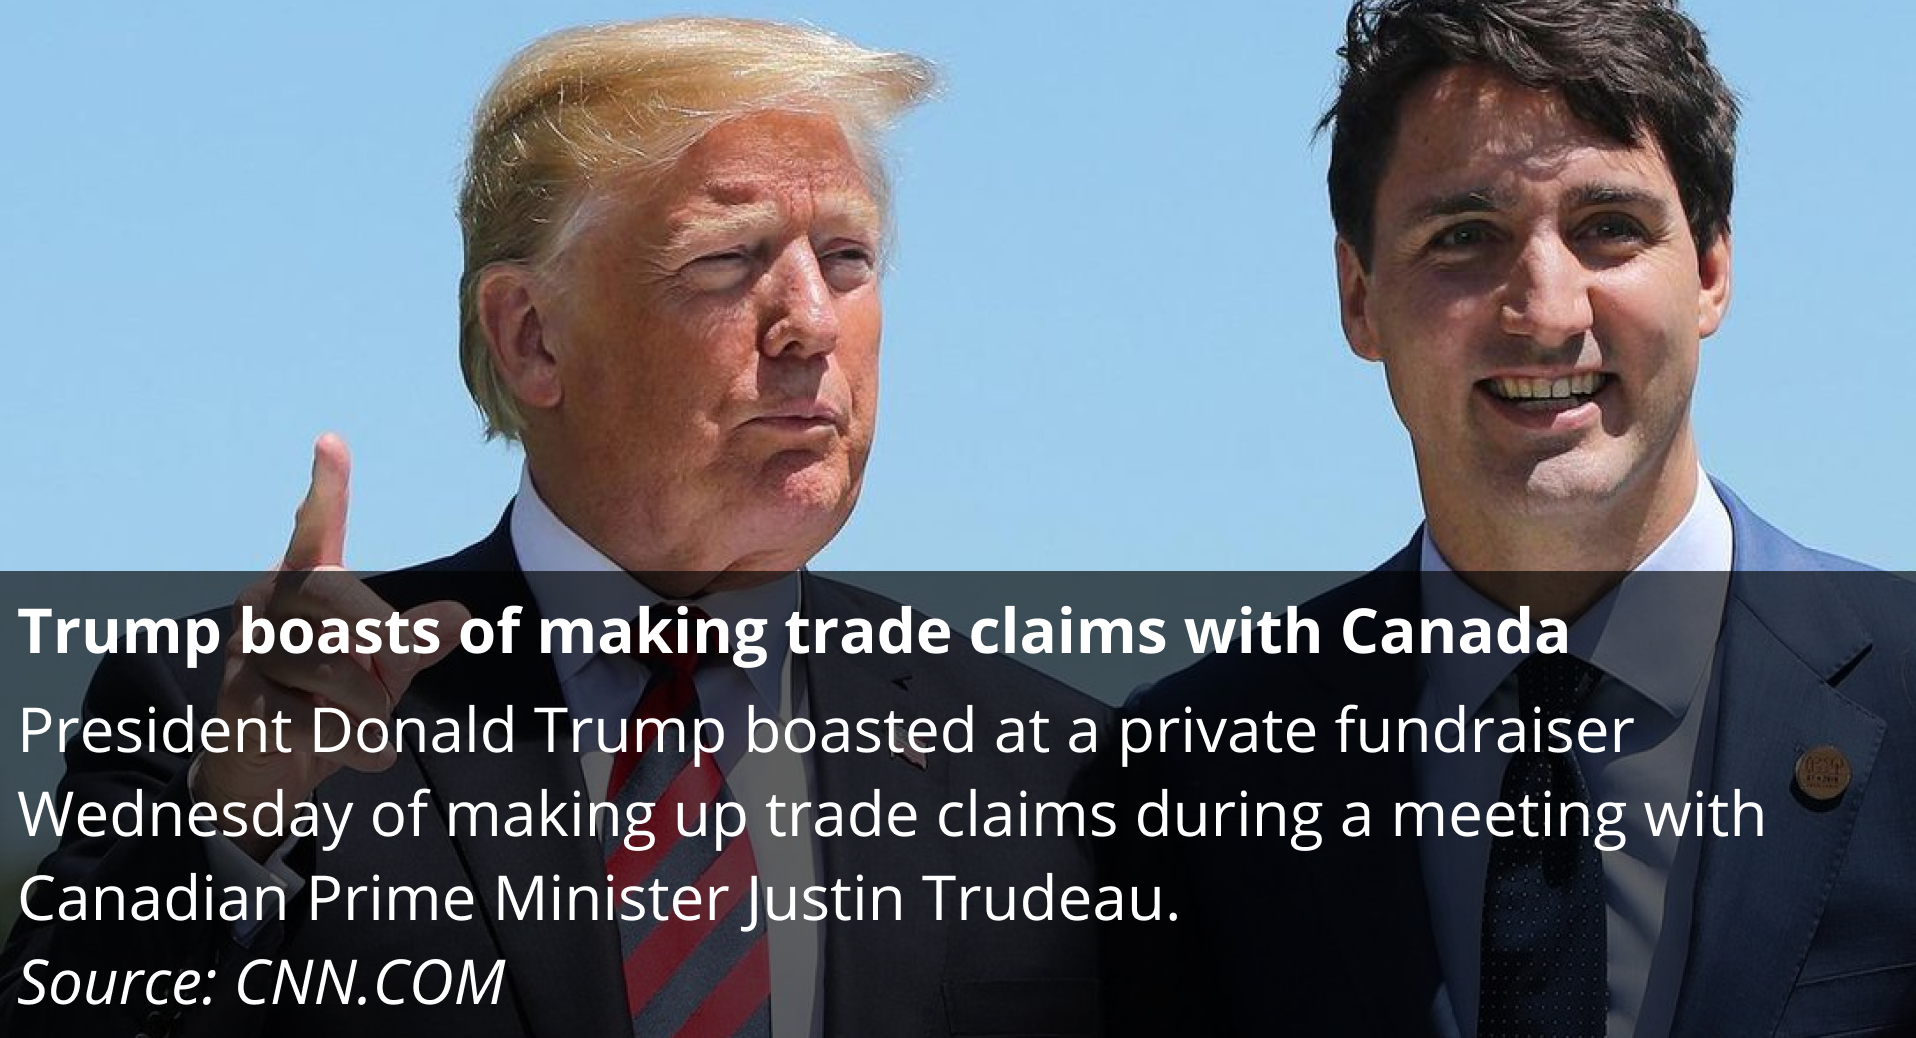 Trump boasts of making trade claims with Canada
President Donald Trump boasted at a private fundraiser
Wednesday of making up trade claims during a meeting with
Canadian Prime Minister Justin Trudeau.
Source: CNN.COM